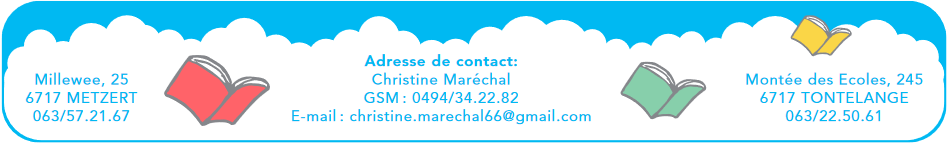 Millewee, 25
6717 METZERT
063/57.21.67
Adresse de contact:
Christine Maréchal
GSM : 0494/34.22.82
E-mail : christine.marechal66@gmail.com
Montée des Ecoles, 245
6717 TONTELANGE
063/22.50.61